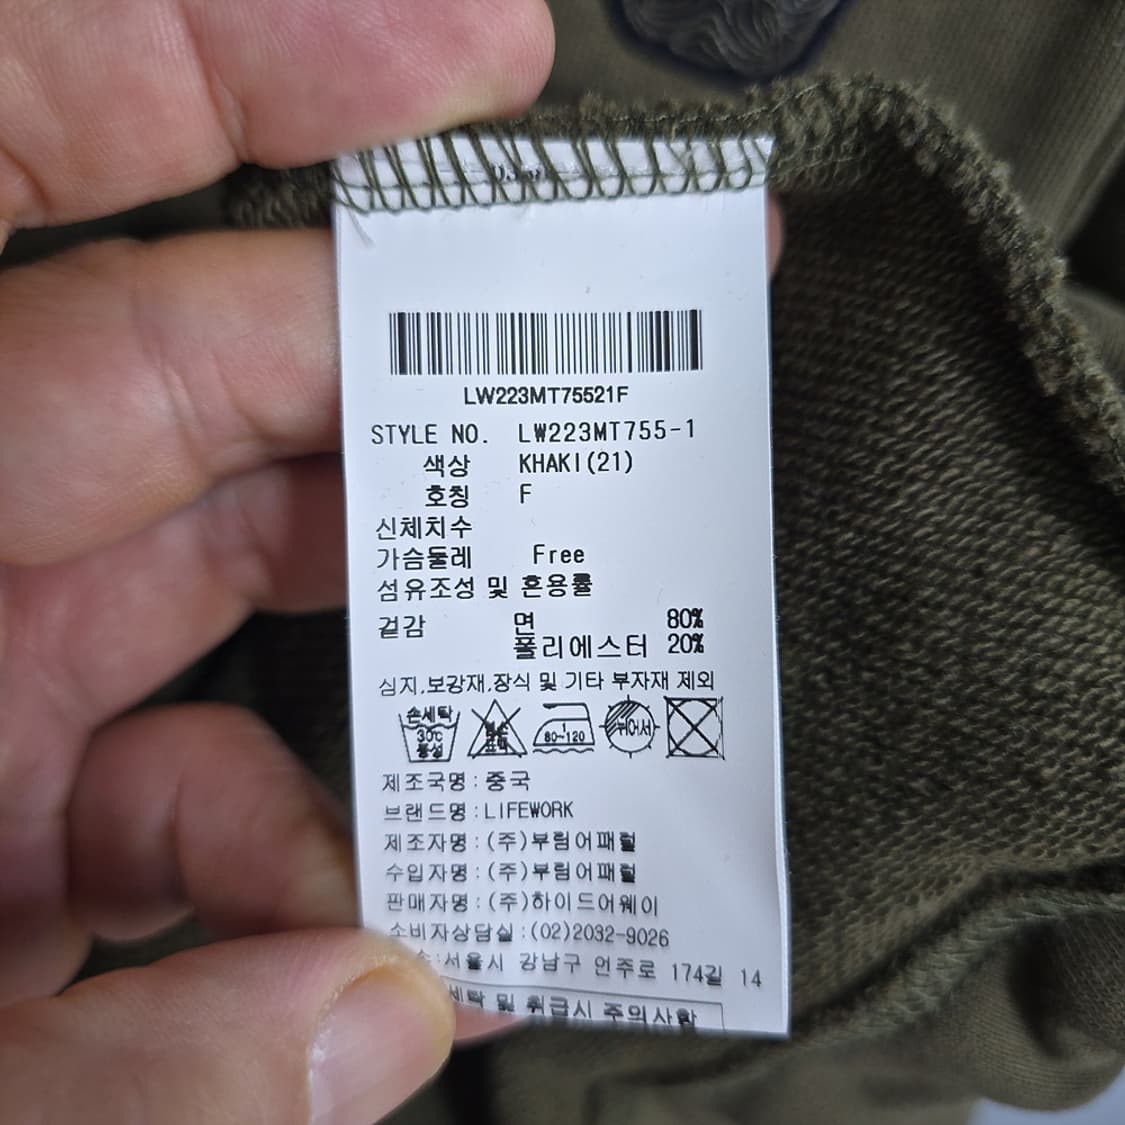 LW223MT75521F
STYLE NO. LW223MT755-1
색상 KHAKI(21)
호칭 F
신체치수
가슴둘레 Free
섬유조성 및 혼용률
겉감 면 80%
폴리에스터 20%
심지,보강재,장식 및 기타 부자재 제외
손세탁 30℃ 중성 80~120 뉘어서
제조국명:중국
브랜드명:LIFEWORK
제조자명:(주)부림어패럴
수입자명:(주)부림어패럴
판매자명:(주)하이드어웨이
소비자상담실:(02)2032-9026
:서울시 강남구 언주로 174길 14
세탁 및 취급시 주의사항